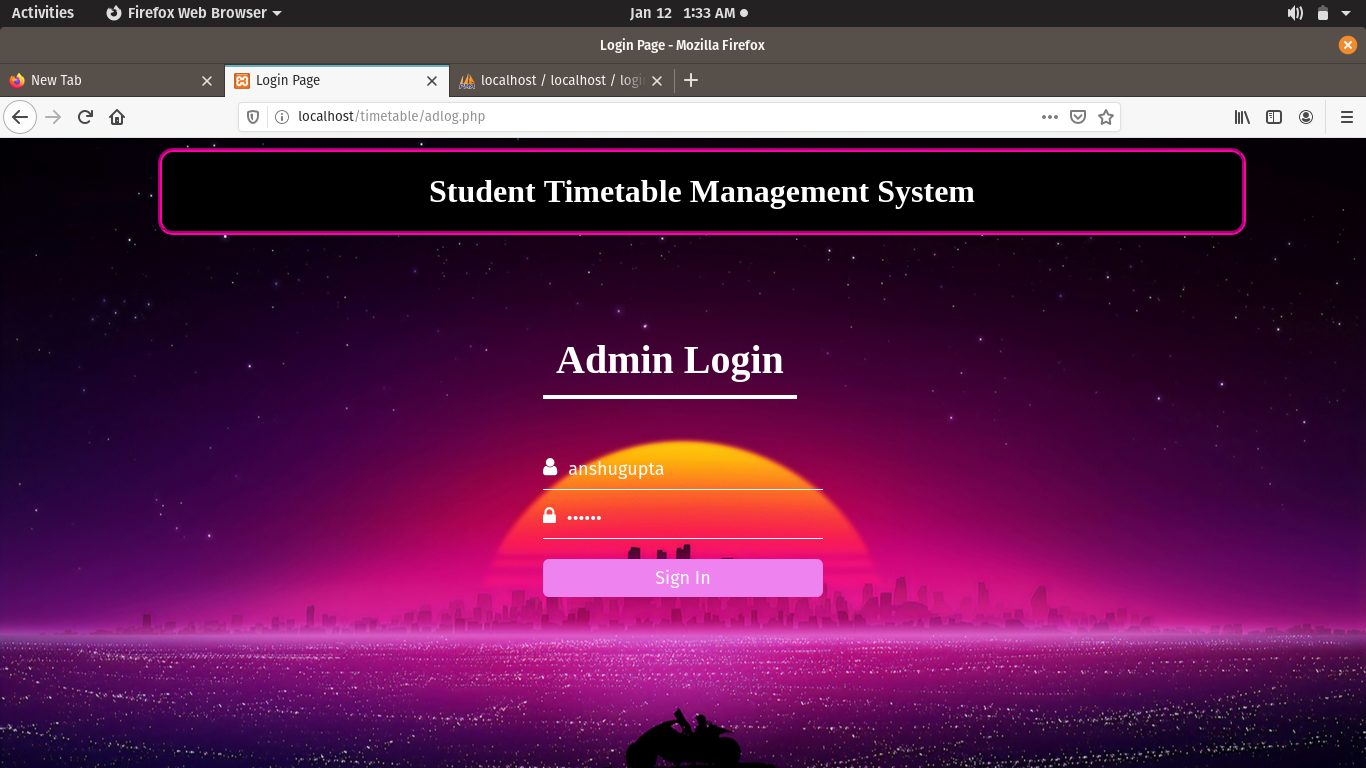 Activities Firefox Web Browser Jan 12 1:33 AM
Login Page - Mozilla Firefox
New Tab Login Page localhost / localhost / login
localhost/timetable/adlog.php
Student Timetable Management System
Admin Login
anshugupta
••••••
Sign In